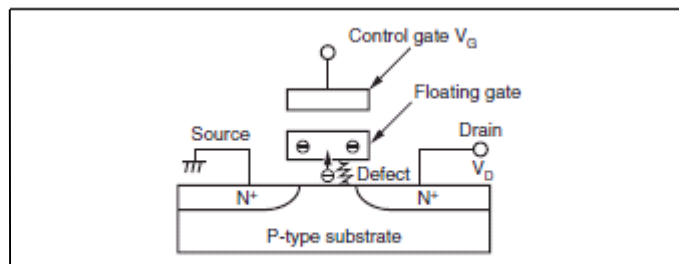 Control gate V_G
Floating gate
Source
Drain
Defect
V_D
N+
N+
P-type substrate